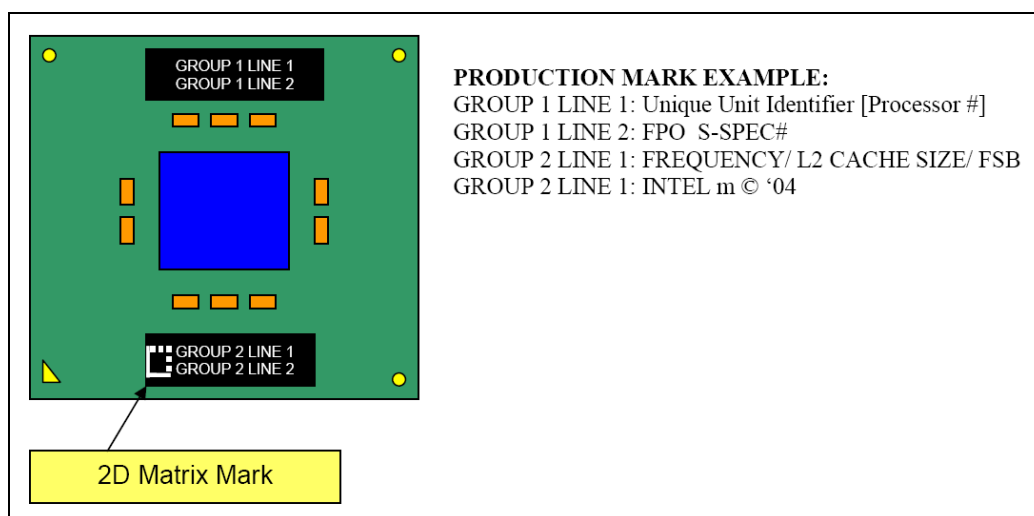 GROUP 1 LINE 1
GROUP 1 LINE 2
PRODUCTION MARK EXAMPLE:
GROUP 1 LINE 1: Unique Unit Identifier [Processor #]
GROUP 1 LINE 2: FPO  S-SPEC#
GROUP 2 LINE 1: FREQUENCY/ L2 CACHE SIZE/ FSB
GROUP 2 LINE 1: INTEL m © ‘04
GROUP 2 LINE 1
GROUP 2 LINE 2
2D Matrix Mark